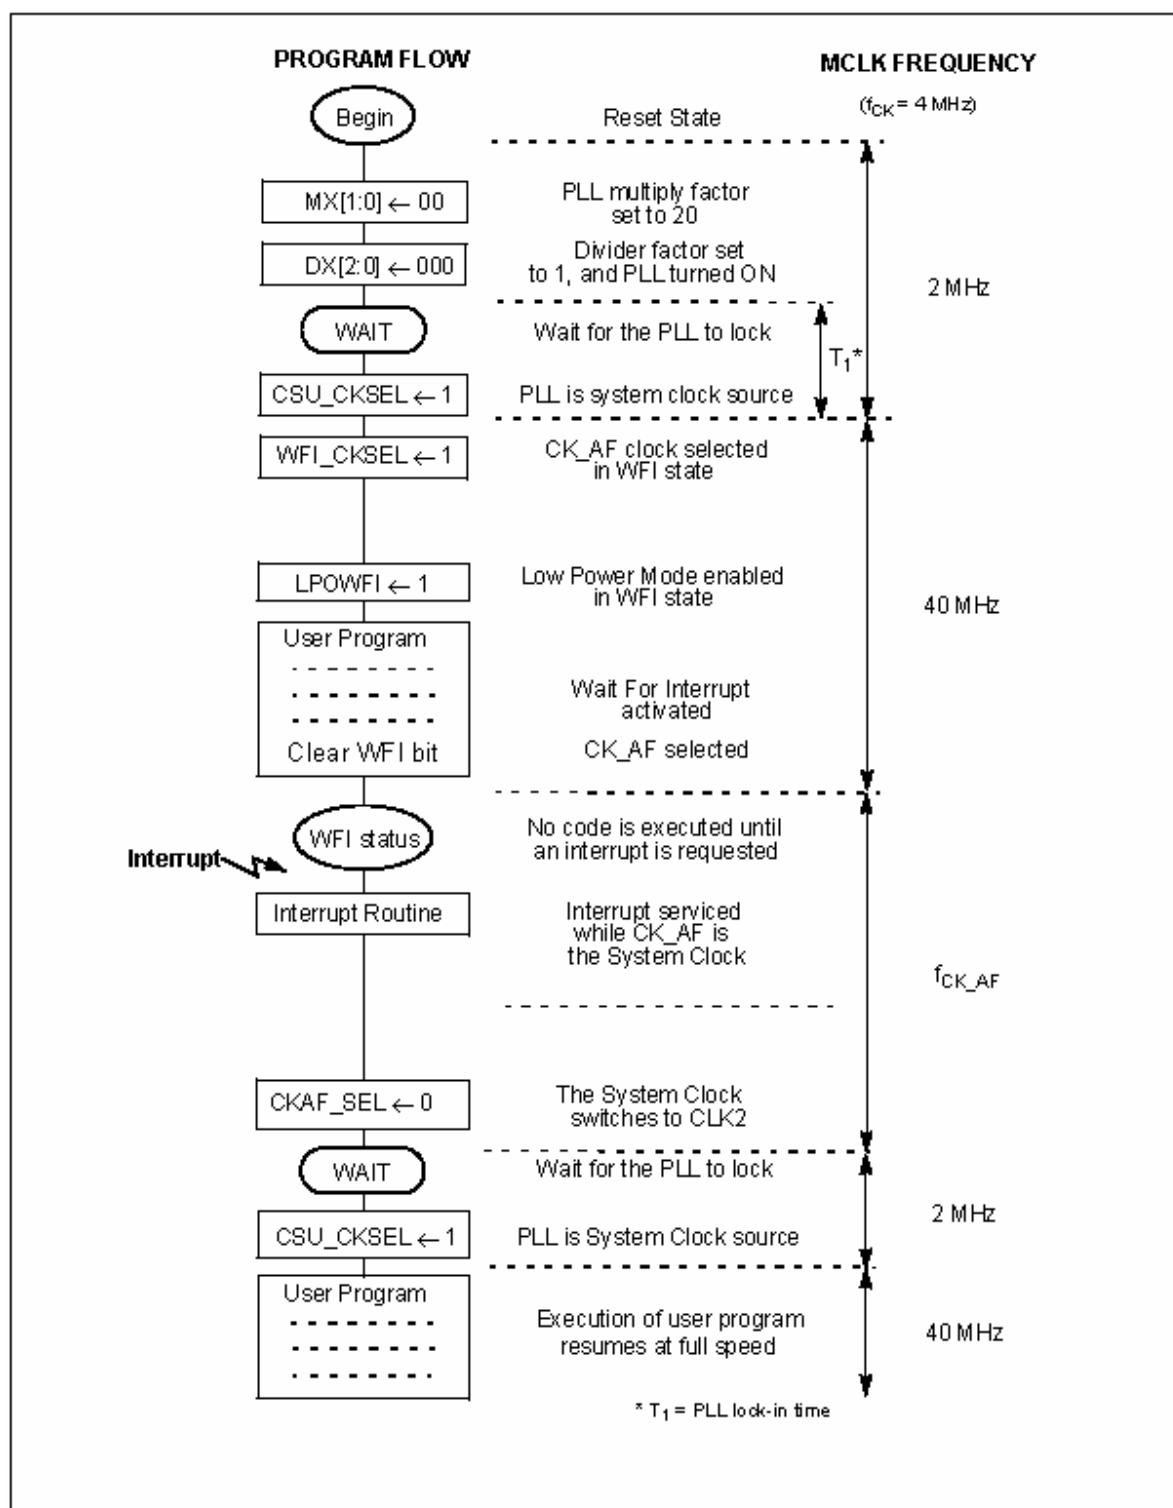 PROGRAM FLOW
MCLK FREQUENCY
(fCK = 4 MHz)
Begin
Reset State
MX[1:0] ← 00
PLL multiply factor
set to 20
DX[2:0] ← 000
Divider factor set
to 1, and PLL turned ON
2 MHz
WAIT
Wait for the PLL to lock
T1*
CSU_CKSEL ← 1
PLL is system clock source
WFI_CKSEL ← 1
CK_AF clock selected
in WFI state
LPOWFI ← 1
Low Power Mode enabled
in WFI state
40 MHz
User Program
Wait For Interrupt
activated
Clear WFI bit
CK_AF selected
WFI status
No code is executed until
an interrupt is requested
Interrupt
Interrupt Routine
Interrupt serviced
while CK_AF is
the System Clock
fCK_AF
CKAF_SEL ← 0
The System Clock
switches to CLK2
WAIT
Wait for the PLL to lock
2 MHz
CSU_CKSEL ← 1
PLL is System Clock source
User Program
Execution of user program
resumes at full speed
40 MHz
* T1 = PLL lock-in time